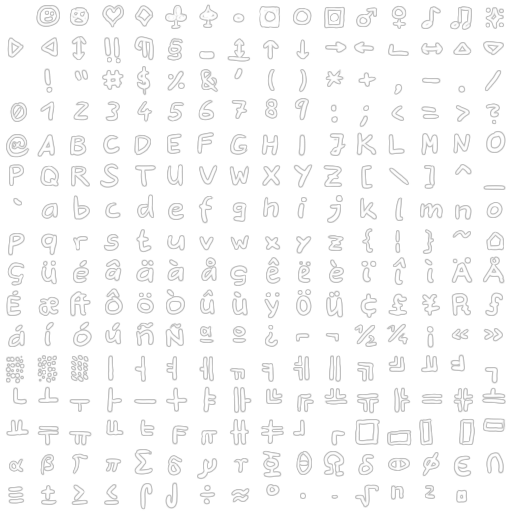 ☺ ☻ ♥ ♦ ♣ ♠ • ◘ ○ ◙ ♂ ♀ ♪ ♫ ☼
► ◄ ↕ ‼ ¶ § ▬ ↨ ↑ ↓ → ← ∟ ↔ ▲ ▼
! " # $ % & ' ( ) * + , - . /
0 1 2 3 4 5 6 7 8 9 : ; < = > ?
@ A B C D E F G H I J K L M N O
P Q R S T U V W X Y Z [ \ ] ^ _
` a b c d e f g h i j k l m n o
p q r s t u v w x y z { | } ~ ⌂
Ç ü é â ä à å ç ê ë è ï î ì Ä Å
É æ Æ ô ö ò û ù ÿ Ö Ü ¢ £ ¥ ₧ ƒ
á í ó ú ñ Ñ ª º ¿ ⌐ ¬ ½ ¼ ¡ « »
░ ▒ ▓ │ ┤ ╡ ╢ ╖ ╕ ╣ ║ ╗ ╝ ╜ ╛ ┐
└ ┴ ┬ ├ ─ ┼ ╞ ╟ ╚ ╔ ╩ ╦ ╠ ═ ╬ ╧
╨ ╤ ╥ ╙ ╘ ╒ ╓ ╫ ╪ ┘ ┌ █ ▄ ▌ ▐ ▀
α ß Γ π Σ σ µ τ Φ Θ Ω δ ∞ φ ε ∩
≡ ± ≥ ≤ ⌠ ⌡ ÷ ≈ ° ∙ · √ ⁿ ² ■